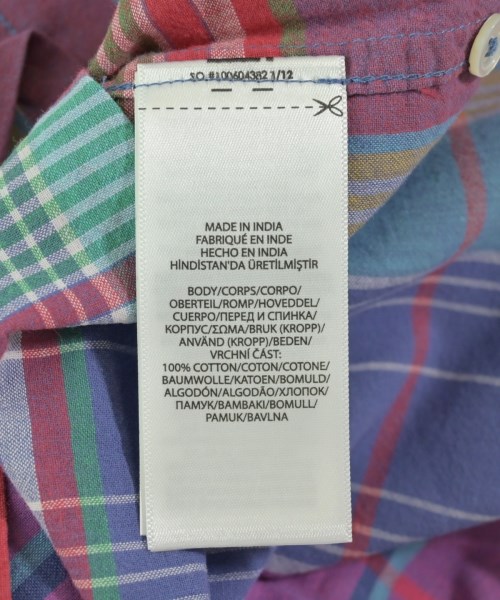 SO #100604382 1/12
MADE IN INDIA
FABRIQUÉ EN INDE
HECHO EN INDIA
HİNDİSTAN'DA ÜRETİLMİŞTİR
BODY/CORPS/CORPO/
OBERTEIL/ROMP/HOVEDDEL/
CUERPO/ПЕРЕД И СПИНКА/
КОРПУС/ΣΩΜΑ/BRUK (KROPP)/
ANVÄND (KROPP)/BEDEN/
VRCHNÍ ČÁST:
100% COTTON/COTON/COTONE/
BAUMWOLLE/KATOEN/BOMULD/
ALGODÓN/ALGODÃO/ХЛОПОК/
ПАМУК/ΒΑΜΒΑΚΙ/BOMULL/
PAMUK/BAVLNA